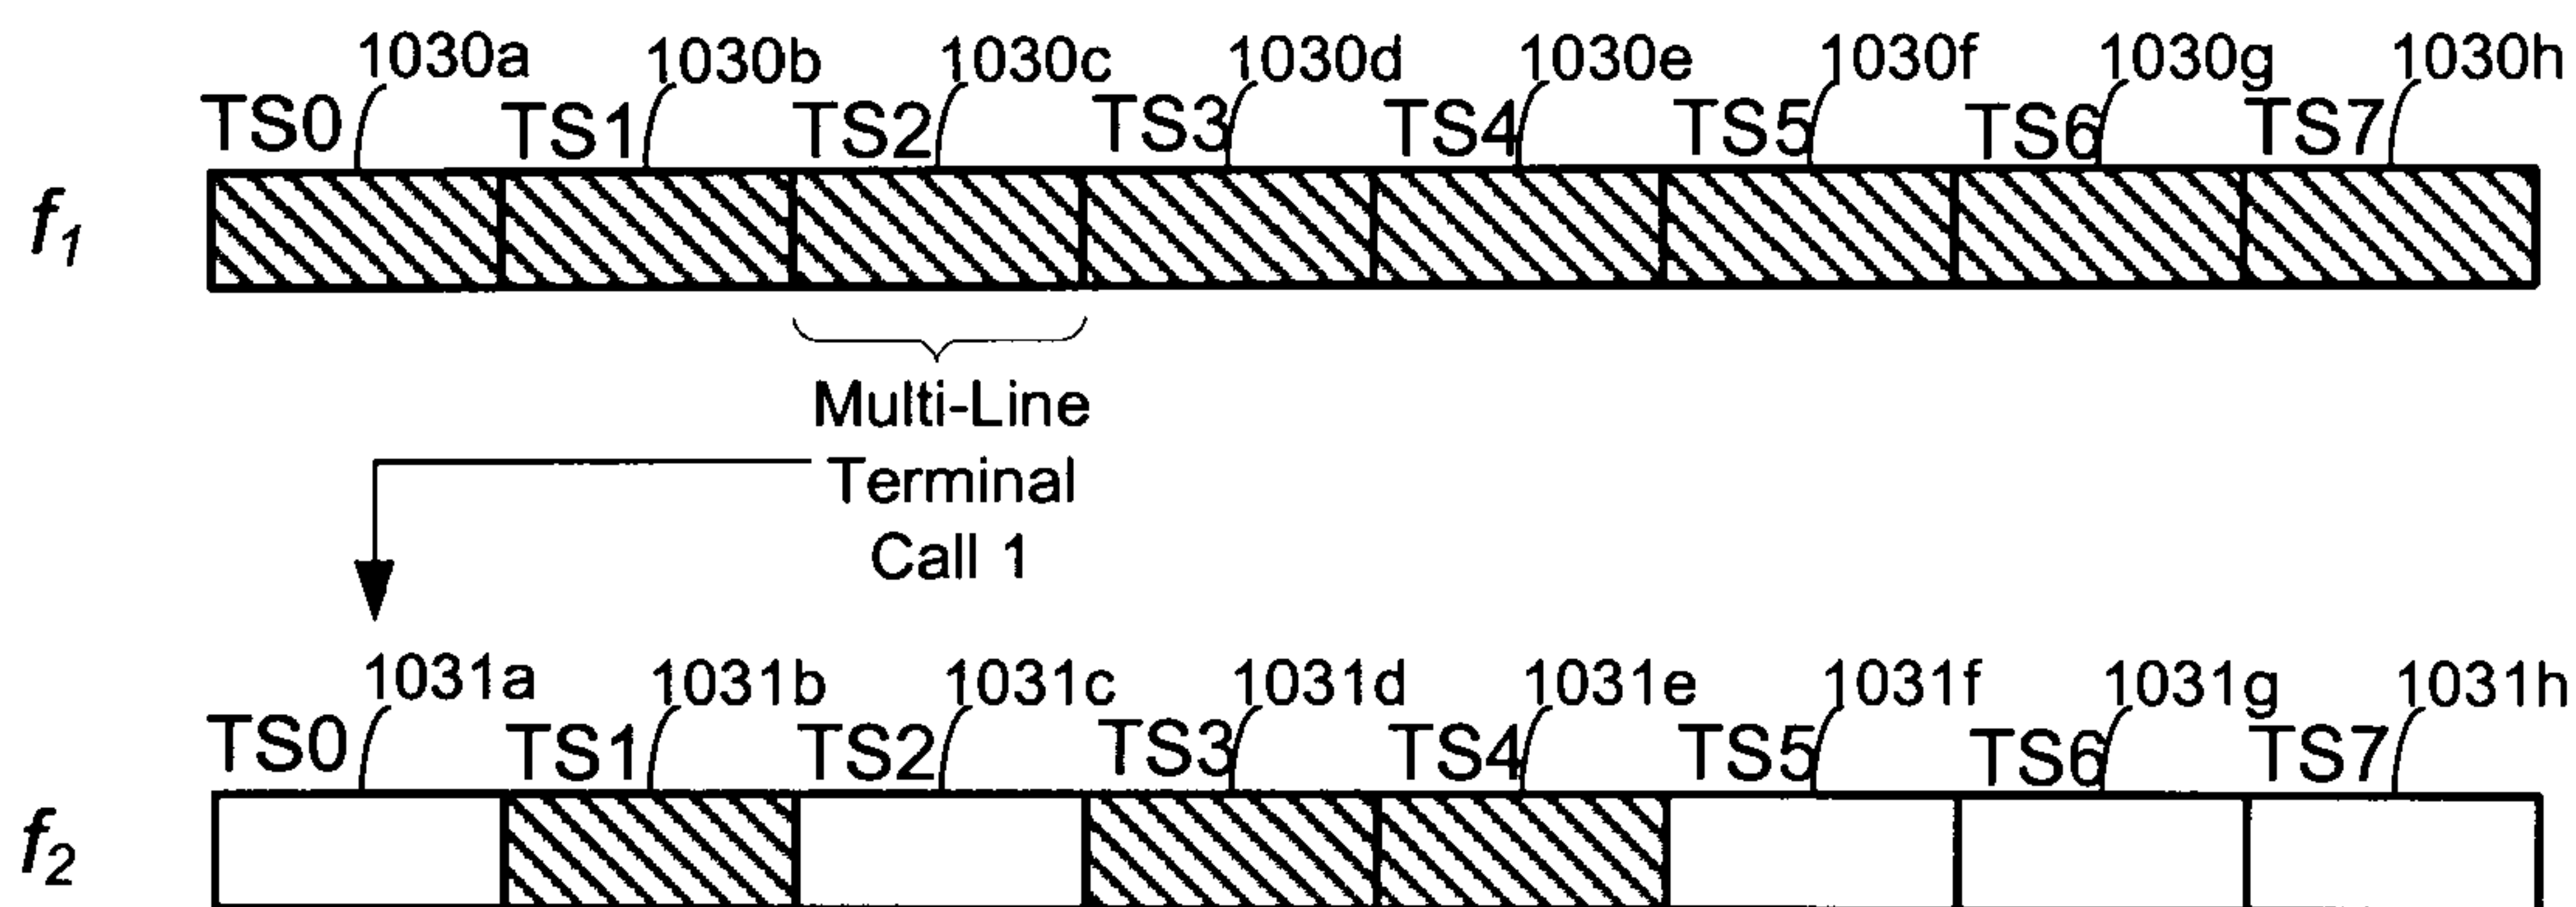 1030a 1030b 1030c 1030d 1030e 1030f 1030g 1030h
TS0 TS1 TS2 TS3 TS4 TS5 TS6 TS7
f1
Multi-Line
Terminal
Call 1
1031a 1031b 1031c 1031d 1031e 1031f 1031g 1031h
TS0 TS1 TS2 TS3 TS4 TS5 TS6 TS7
f2